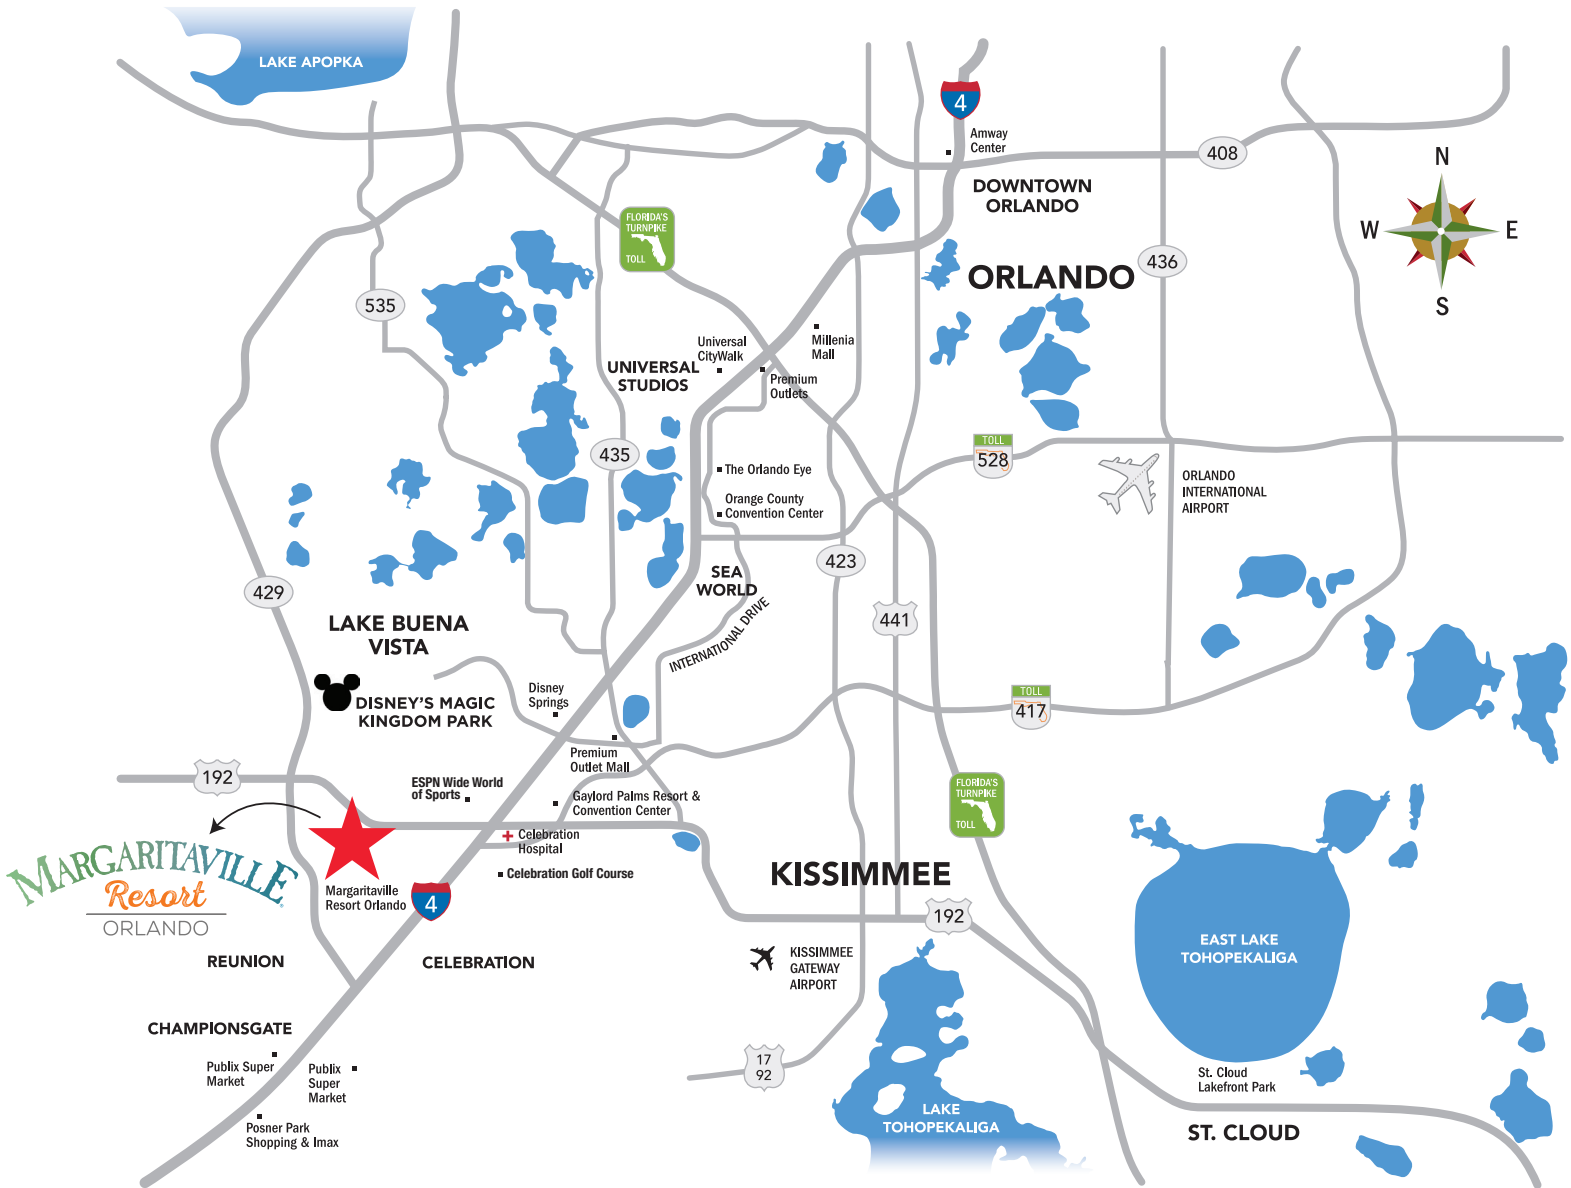 LAKE APOPKA
4
Amway
Center
408
DOWNTOWN
ORLANDO
N
W
E
S
FLORIDA'S
TURNPIKE
TOLL
ORLANDO
436
535
Universal
CityWalk
Millenia
Mall
UNIVERSAL
STUDIOS
Premium
Outlets
435
The Orlando Eye
TOLL
528
ORLANDO
INTERNATIONAL
AIRPORT
Orange County
Convention Center
423
SEA
WORLD
429
441
INTERNATIONAL DRIVE
LAKE BUENA
VISTA
DISNEY'S MAGIC
KINGDOM PARK
Disney
Springs
TOLL
417
Premium
Outlet Mall
192
ESPN Wide World
of Sports
Gaylord Palms Resort &
Convention Center
FLORIDA'S
TURNPIKE
TOLL
Celebration
Hospital
Celebration Golf Course
KISSIMMEE
MARGARITAVILLE
Resort
ORLANDO
Margaritaville
Resort Orlando
4
192
REUNION
CELEBRATION
KISSIMMEE
GATEWAY
AIRPORT
EAST LAKE
TOHOPEKALIGA
CHAMPIONSGATE
Publix Super
Market
Publix
Super
Market
17
92
St. Cloud
Lakefront Park
Posner Park
Shopping & Imax
LAKE
TOHOPEKALIGA
ST. CLOUD